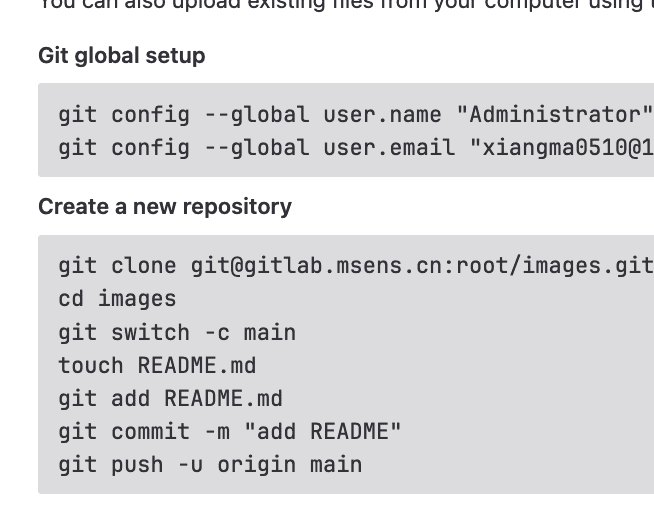 You can also upload existing files from your computer using
Git global setup
git config --global user.name "Administrator"
git config --global user.email "xiangma0510@1
Create a new repository
git clone git@gitlab.msens.cn:root/images.git
cd images
git switch -c main
touch README.md
git add README.md
git commit -m "add README"
git push -u origin main